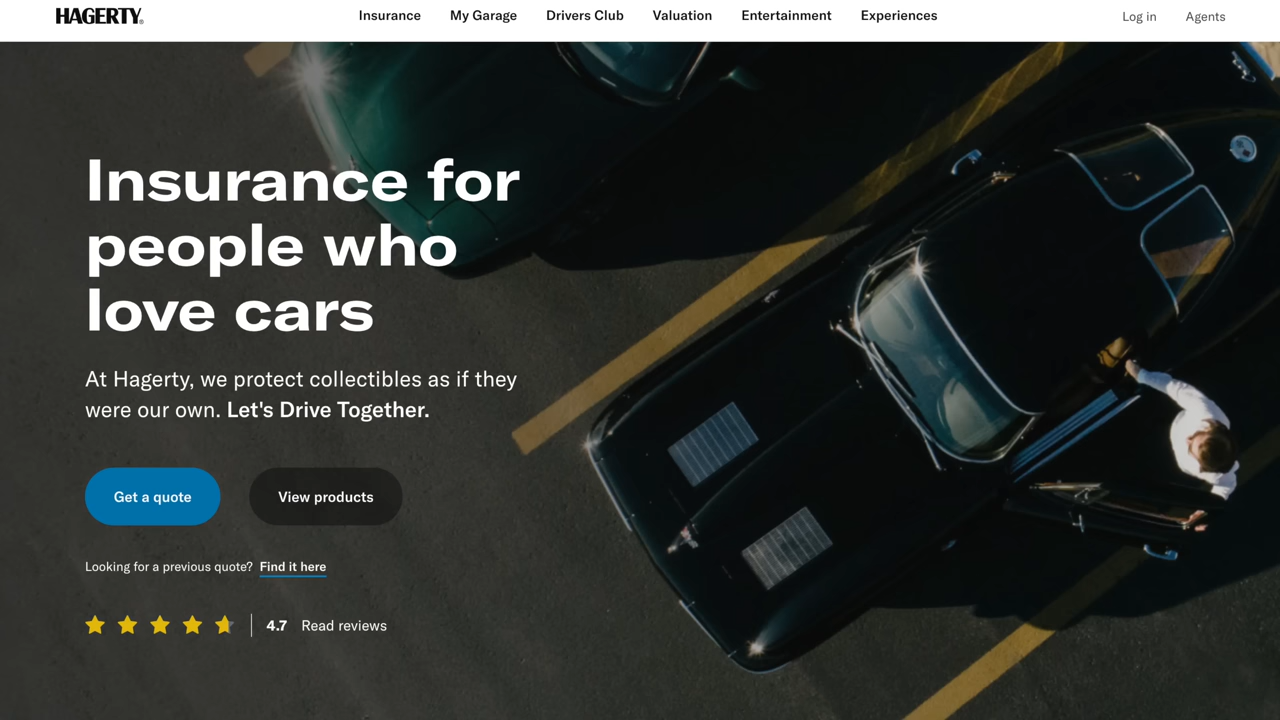 HAGERTY®
Insurance
My Garage
Drivers Club
Valuation
Entertainment
Experiences
Log in
Agents
Insurance for
people who
love cars
At Hagerty, we protect collectibles as if they
were our own. Let's Drive Together.
Get a quote
View products
Looking for a previous quote? Find it here
4.7
Read reviews